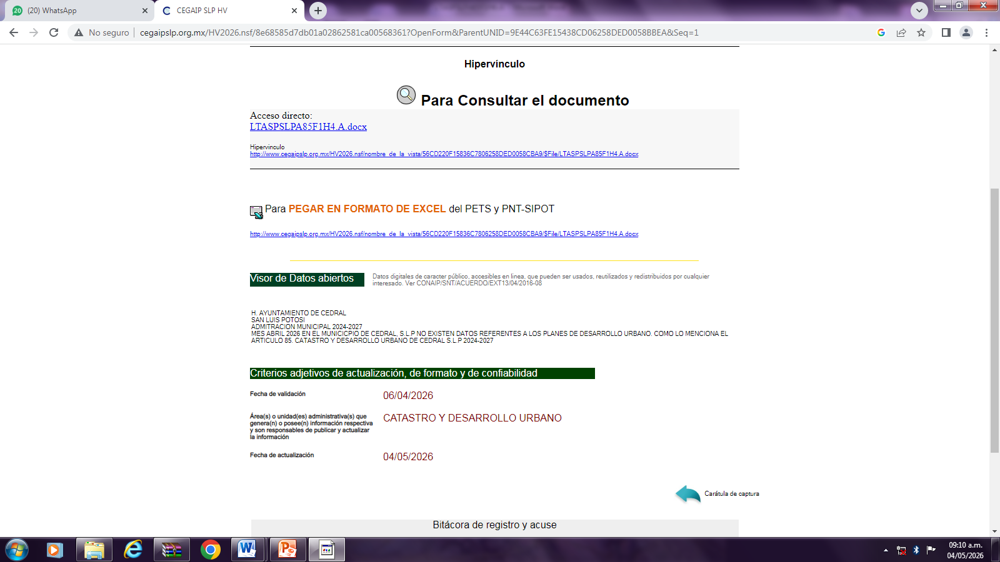 (20) WhatsApp
CEGAIP SLP HV
No seguro
cegaipslp.org.mx/HV2026.nsf/8e68585d7db01a02862581ca00568361?OpenForm&ParentUNID=9E44C63FE15438CD06258DED0058BBEA&Seq=1
Hipervínculo
Para Consultar el documento
Acceso directo:
LTASPSLPA85F1H4.A.docx
Hipervinculo
http://www.cegaipslp.org.mx/HV2026.nsf/nombre_de_la_vista/56CD220F15836C7806258DED0058CBA9/$File/LTASPSLPA85F1H4.A.docx
Para PEGAR EN FORMATO DE EXCEL del PETS y PNT-SIPOT
http://www.cegaipslp.org.mx/HV2026.nsf/nombre_de_la_vista/56CD220F15836C7806258DED0058CBA9/$File/LTASPSLPA85F1H4.A.docx
Visor de Datos abiertos
Datos digitales de caracter público, accesibles en linea, que pueden ser usados, reutilizados y redistribuidos por cualquier
interesado. Ver CONAIP/SNT/ACUERDO/EXT13/04/2016-08
H. AYUNTAMIENTO DE CEDRAL
SAN LUIS POTOSI
ADMITRACION MUNICIPAL 2024-2027
MES ABRIL 2026 EN EL MUNICICPIO DE CEDRAL, S.L.P NO EXISTEN DATOS REFERENTES A LOS PLANES DE DESARROLLO URBANO. COMO LO MENCIONA EL
ARTICULO 85. CATASTRO Y DESARROLLO URBANO DE CEDRAL S.L.P 2024-2027
Criterios adjetivos de actualización, de formato y de confiabilidad
Fecha de validación
06/04/2026
Área(s) o unidad(es) administrativa(s) que
genera(n) o posee(n) información respectiva
y son responsables de publicar y actualizar
la información
CATASTRO Y DESARROLLO URBANO
Fecha de actualización
04/05/2026
Carátula de captura
Bitácora de registro y acuse
09:10 a.m.
04/05/2026